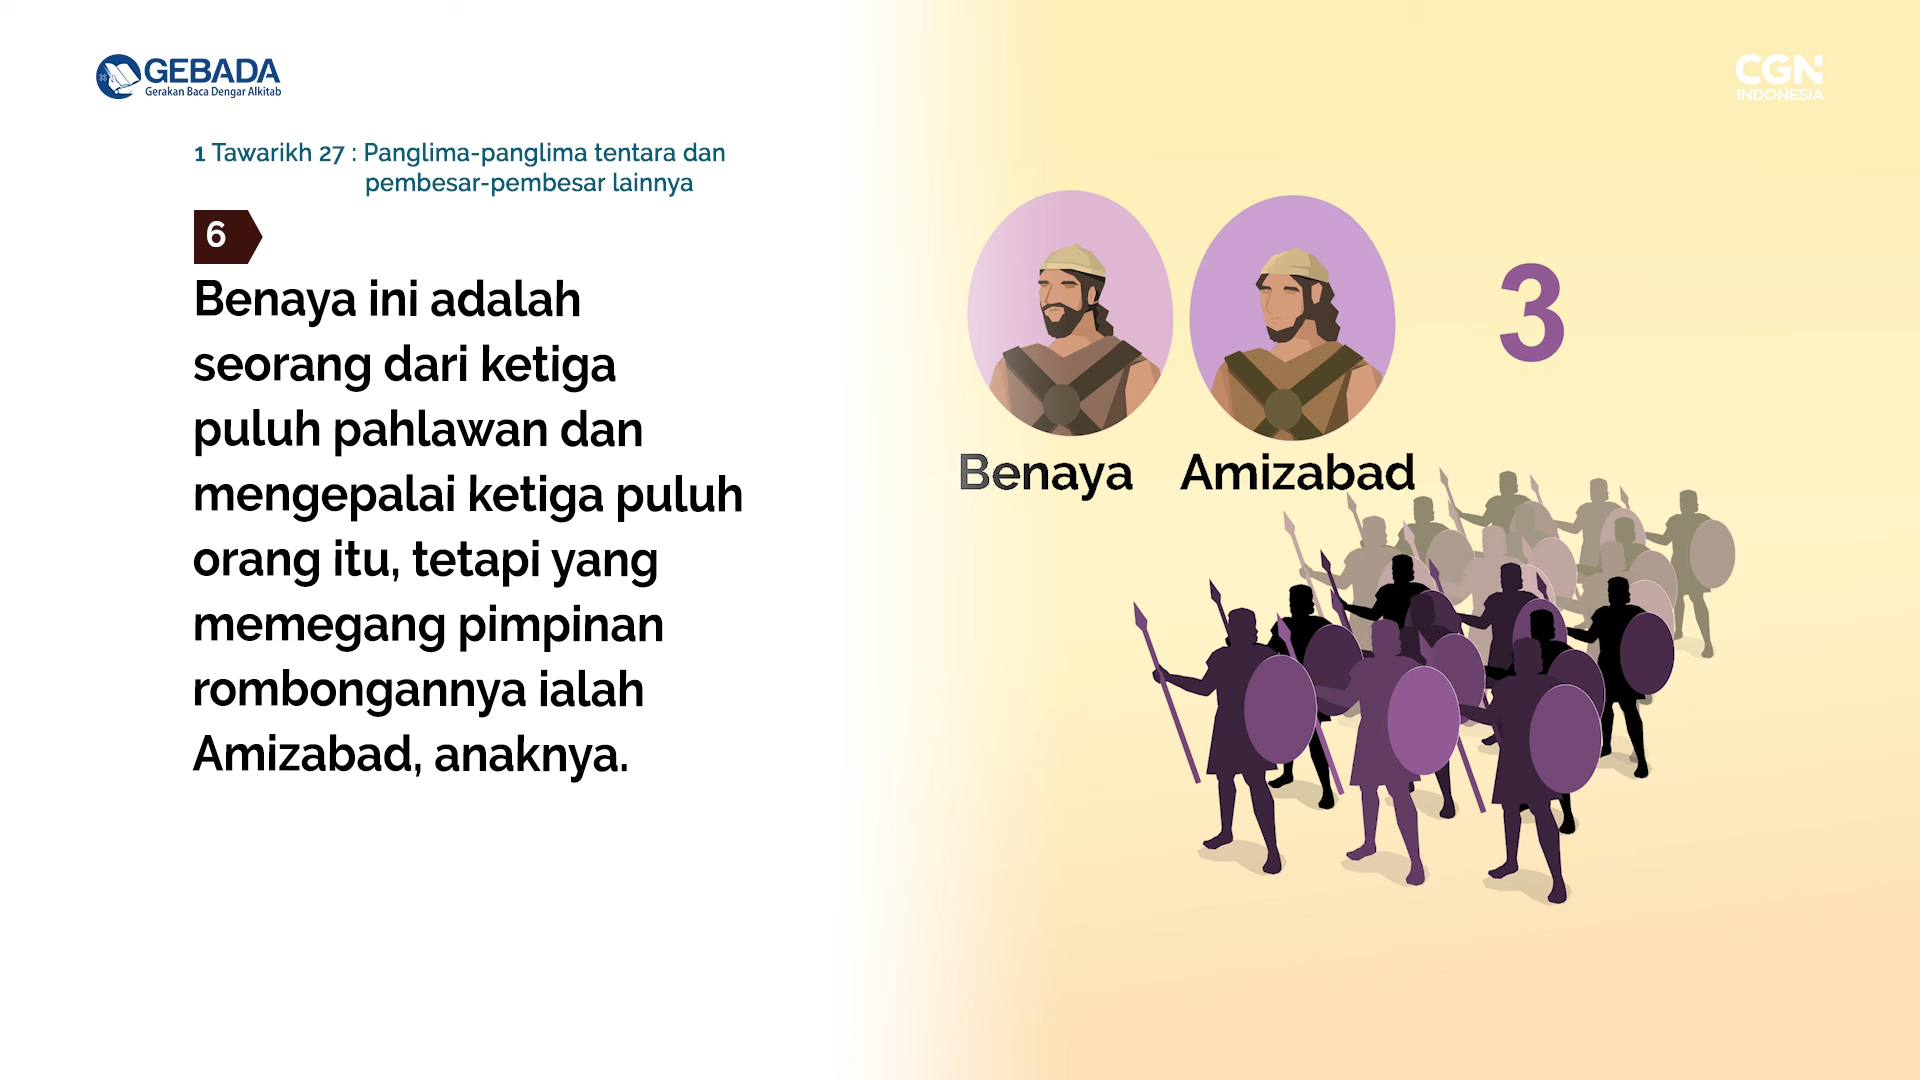 GEBADA
Gerakan Baca Dengar Alkitab
CGN
INDONESIA
1 Tawarikh 27 : Panglima-panglima tentara dan
pembesar-pembesar lainnya
6
Benaya ini adalah
seorang dari ketiga
puluh pahlawan dan
mengepalai ketiga puluh
orang itu, tetapi yang
memegang pimpinan
rombongannya ialah
Amizabad, anaknya.
3
Benaya
Amizabad